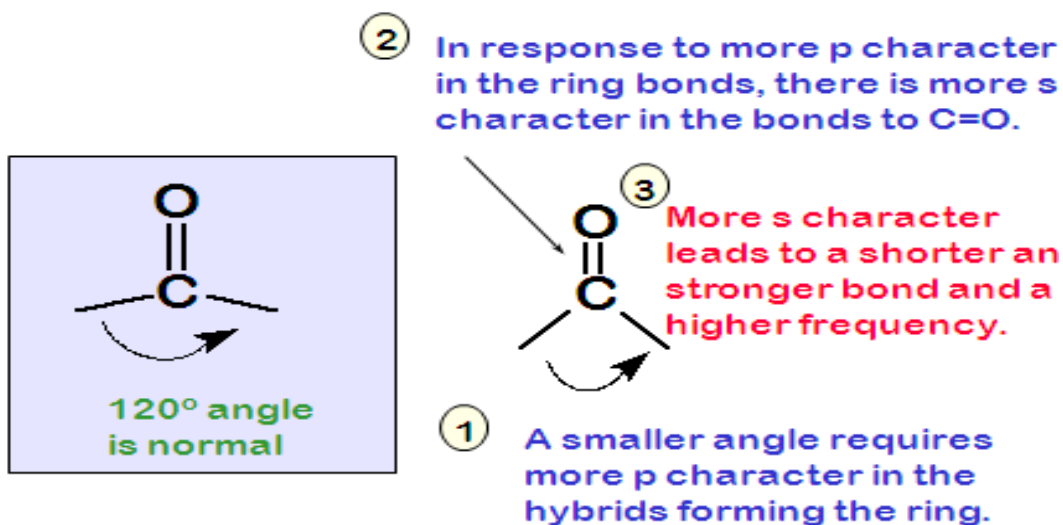 2 In response to more p character
in the ring bonds, there is more s
character in the bonds to C=O.
O
C
120º angle
is normal
O
C
3 More s character
leads to a shorter an
stronger bond and a
higher frequency.
1 A smaller angle requires
more p character in the
hybrids forming the ring.